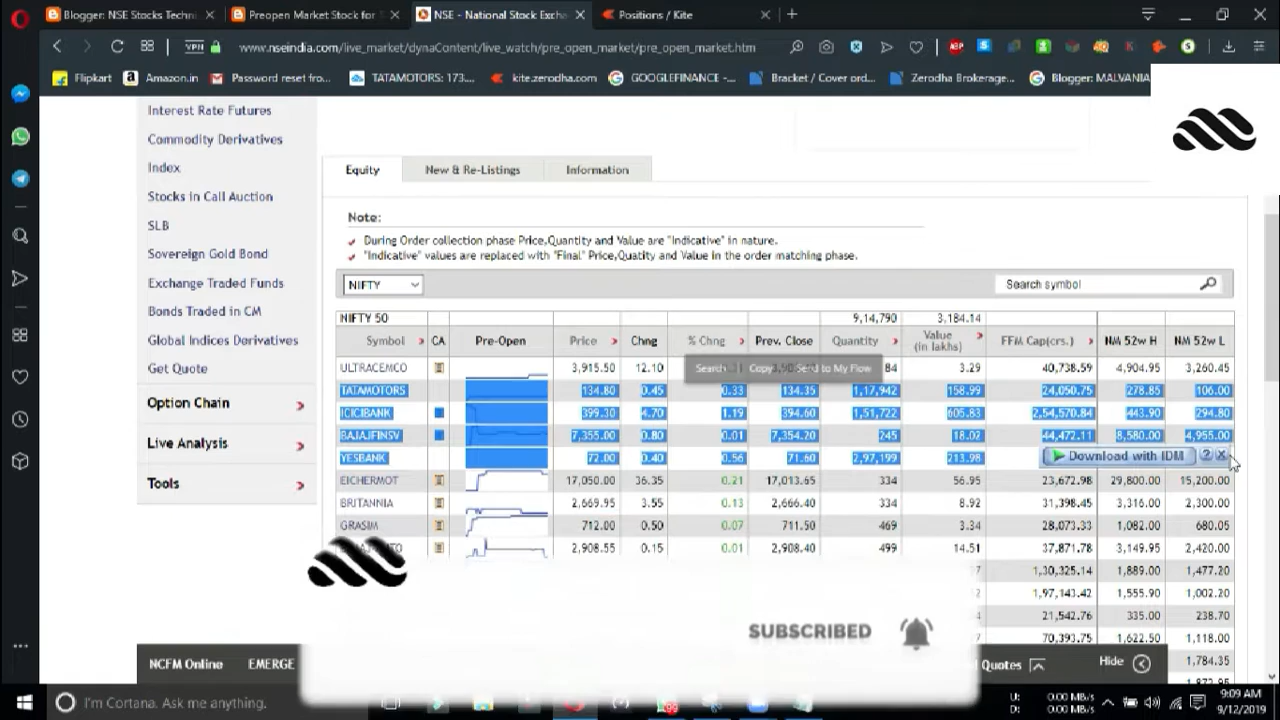 Blogger: NSE Stocks Techni
Preopen Market Stock for
NSE - National Stock Excha
Positions / Kite
VPN
www.nseindia.com/live_market/dynaContent/live_watch/pre_open_market/pre_open_market.htm
Flipkart
Amazon.in
Password reset fro...
TATAMOTORS: 173....
kite.zerodha.com
GOOGLEFINANCE -...
Bracket / Cover ord...
Zerodha Brokerage...
Blogger: MALVANIA
Interest Rate Futures
Commodity Derivatives
Index
Stocks in Call Auction
SLB
Sovereign Gold Bond
Exchange Traded Funds
Bonds Traded in CM
Global Indices Derivatives
Get Quote
Option Chain
Live Analysis
Tools
Equity New & Re-Listings Information
Note:
During Order collection phase Price,Quantity and Value are "Indicative" in nature.
"Indicative" values are replaced with "Final" Price,Quatity and Value in the order matching phase.
NIFTY
Search symbol
NIFTY 50 9,14,790 3,184.14
Symbol CA Pre-Open Price Chng % Chng Prev. Close Quantity Value (in lakhs) FFM Cap(crs.) NM 52w H NM 52w L
ULTRACEMCO 3,915.50 12.10 84 3.29 40,738.59 4,904.95 3,260.45
Search Copy Send to My Flow
TATAMOTORS 134.80 0.45 0.33 134.35 1,17,942 158.99 24,050.75 278.85 106.00
ICICIBANK 399.30 4.70 1.19 394.60 1,51,722 605.83 2,54,570.84 443.90 294.80
BAJAJFINSV 7,355.00 0.80 0.01 7,354.20 245 18.02 44,472.11 8,580.00 4,955.00
YESBANK 72.00 0.40 0.56 71.60 2,97,199 213.98
Download with IDM ?
EICHERMOT 17,050.00 36.35 0.21 17,013.65 334 56.95 23,672.98 29,800.00 15,200.00
BRITANNIA 2,669.95 3.55 0.13 2,666.40 334 8.92 31,398.45 3,316.00 2,300.00
GRASIM 712.00 0.50 0.07 711.50 469 3.34 28,073.33 1,082.00 680.05
2,908.55 0.15 0.01 2,908.40 499 14.51 37,871.78 3,149.95 2,420.00
1,30,325.14 1,889.00 1,477.20
1,97,143.42 1,555.90 1,002.20
21,542.76 335.00 238.70
70,393.75 1,622.50 1,118.00
1,784.35
SUBSCRIBED
NCFM Online EMERGE
Quotes
Hide
I'm Cortana. Ask me anything.
99
U: 0.00 MB/s
D: 0.00 MB/s
9:09 AM
9/12/2019